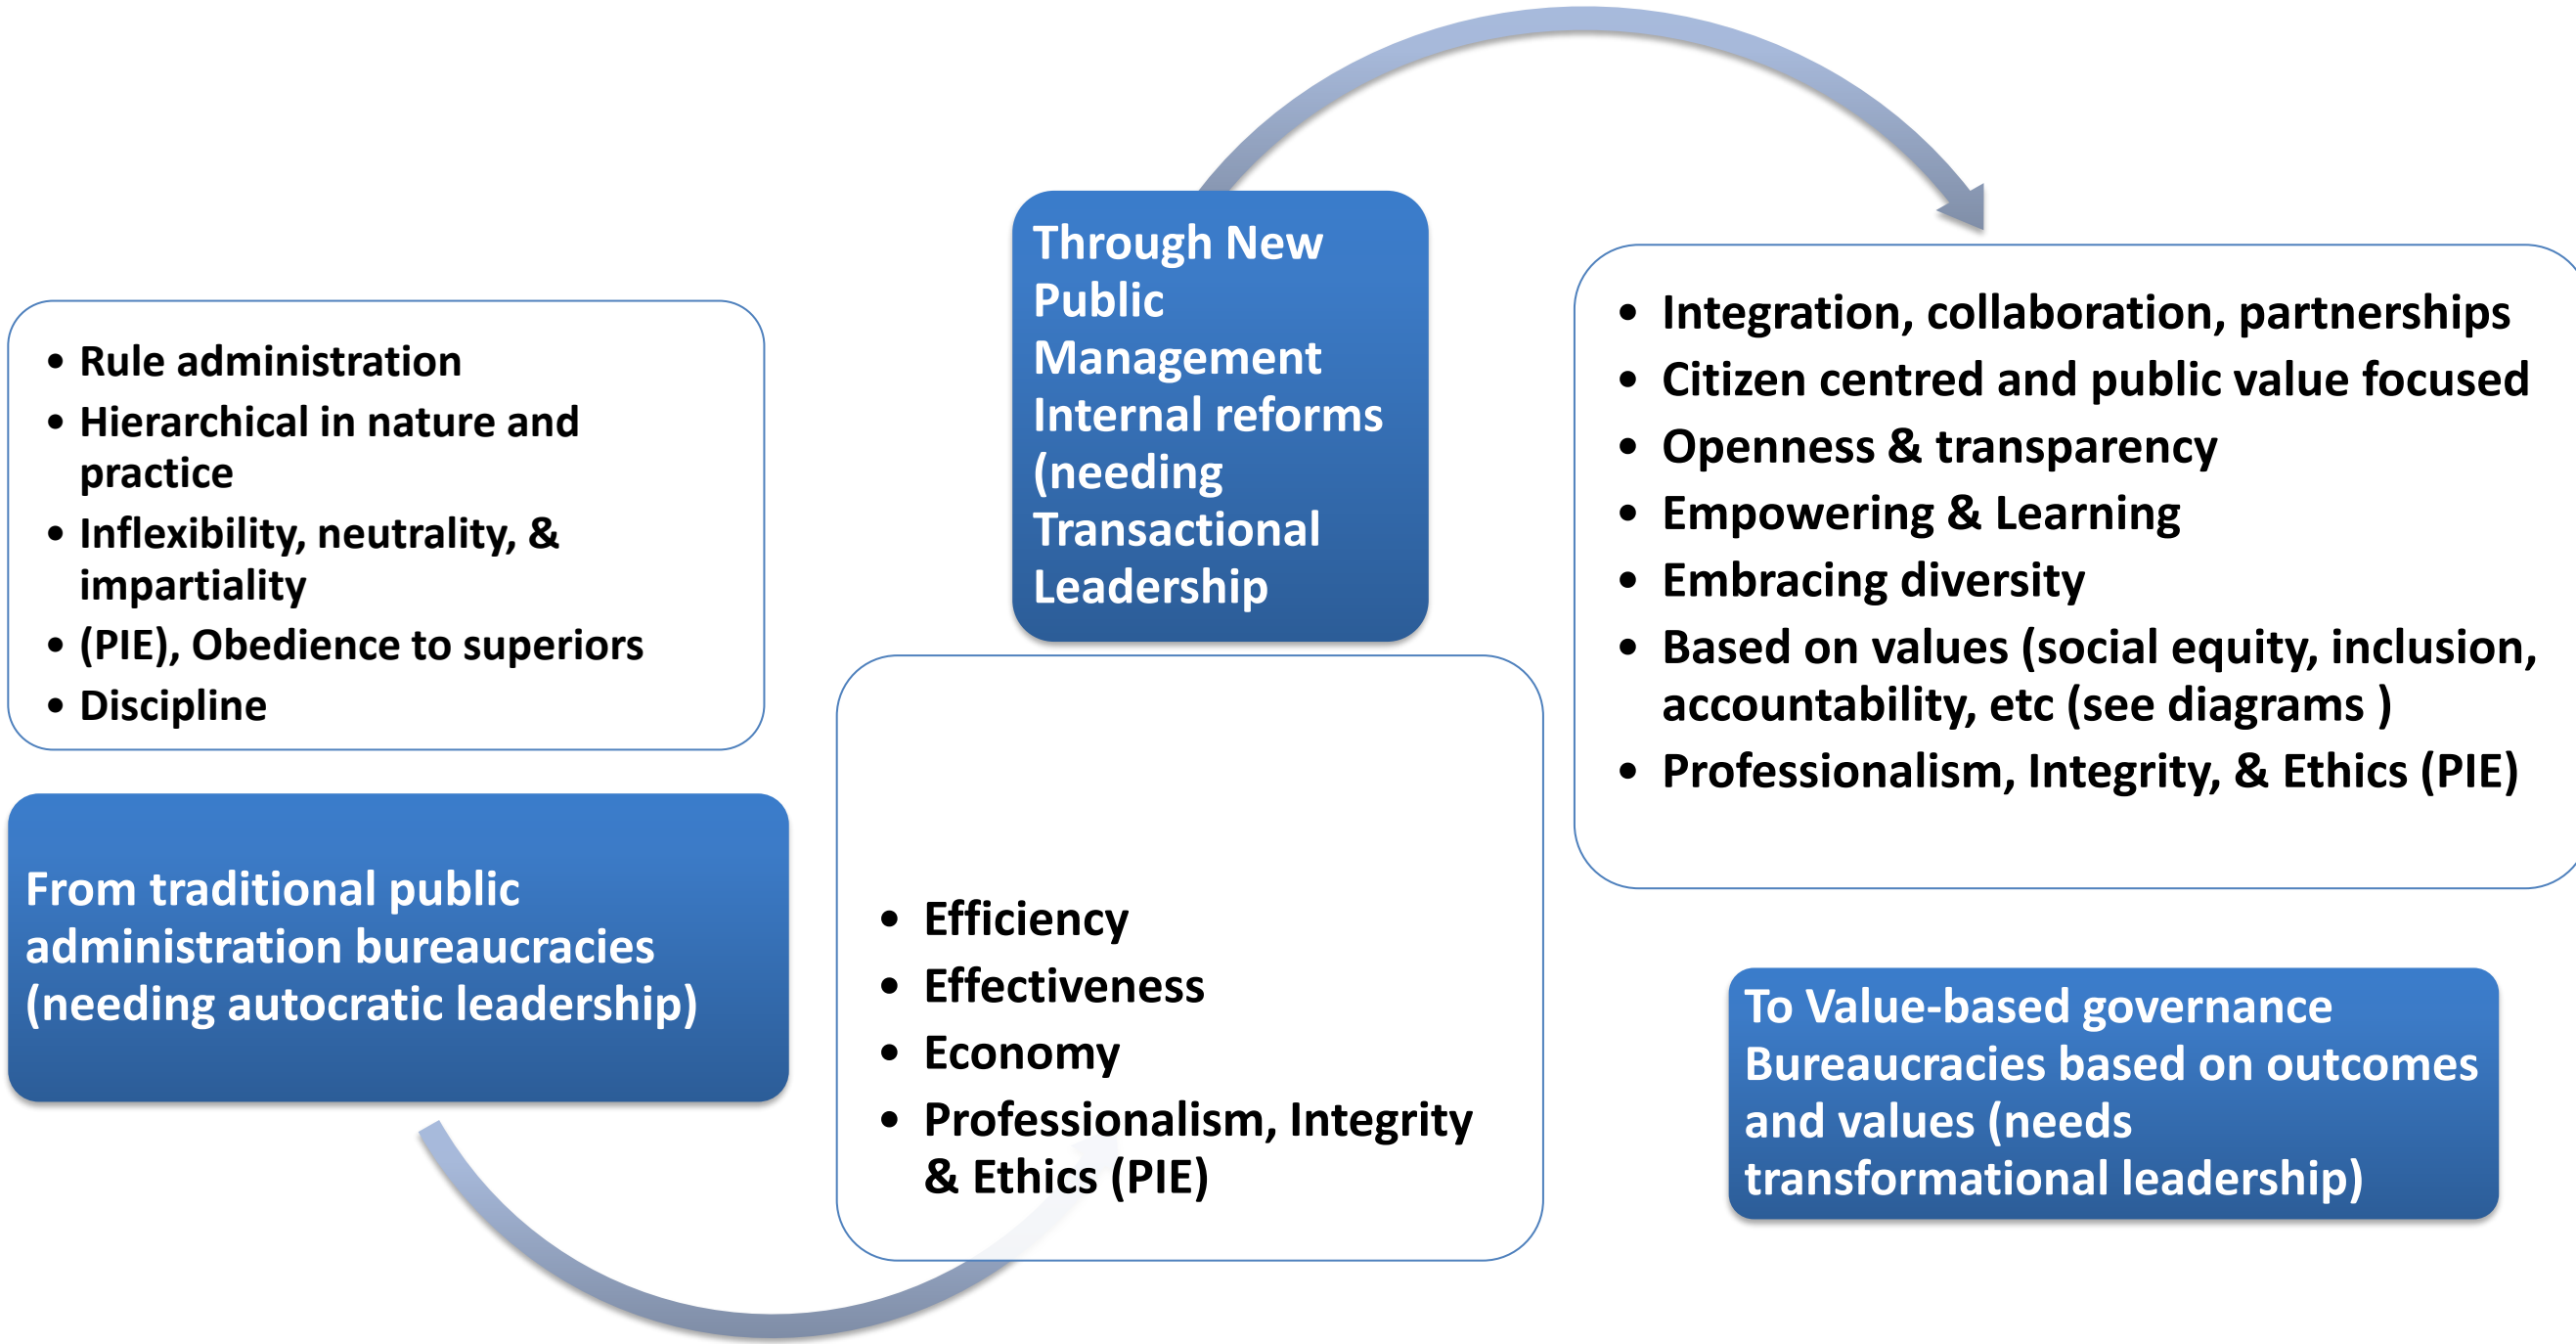 • Rule administration
• Hierarchical in nature and
practice
• Inflexibility, neutrality, &
impartiality
• (PIE), Obedience to superiors
• Discipline
From traditional public
administration bureaucracies
(needing autocratic leadership)
Through New
Public
Management
Internal reforms
(needing
Transactional
Leadership
• Efficiency
• Effectiveness
• Economy
• Professionalism, Integrity
& Ethics (PIE)
• Integration, collaboration, partnerships
• Citizen centred and public value focused
• Openness & transparency
• Empowering & Learning
• Embracing diversity
• Based on values (social equity, inclusion,
accountability, etc (see diagrams )
• Professionalism, Integrity, & Ethics (PIE)
To Value-based governance
Bureaucracies based on outcomes
and values (needs
transformational leadership)